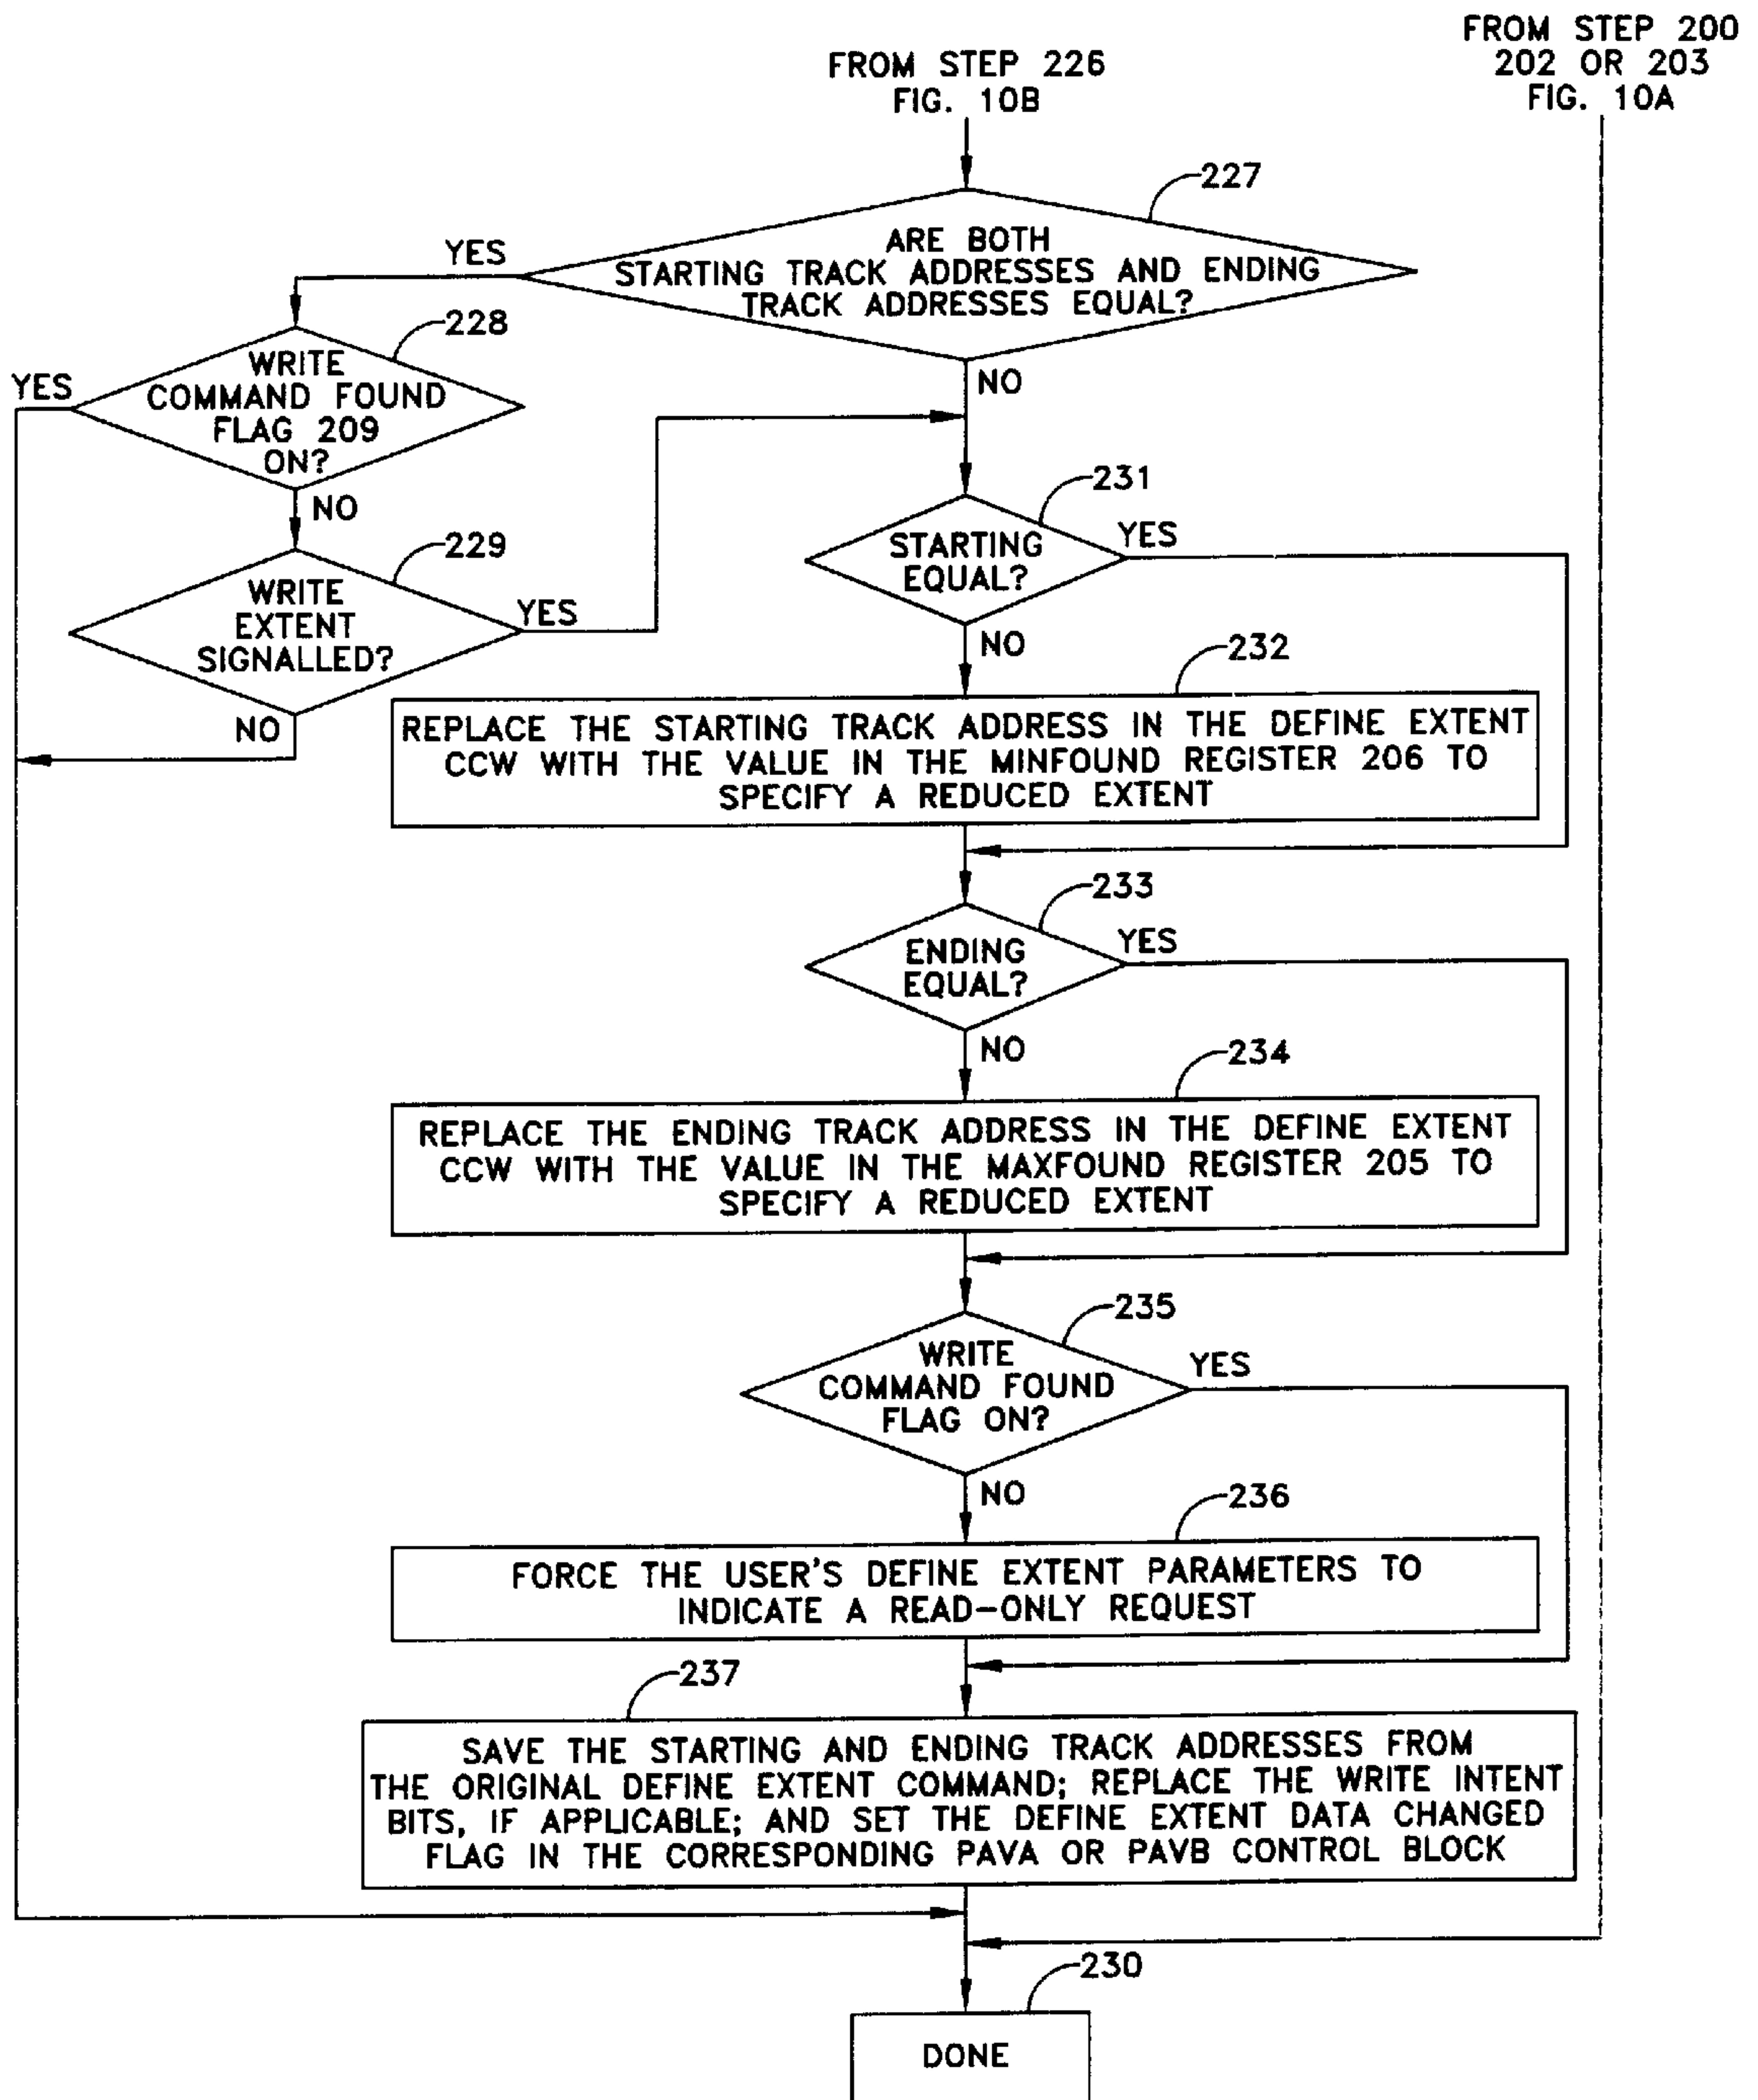 FROM STEP 200
202 OR 203
FIG. 10A
FROM STEP 226
FIG. 10B
227
ARE BOTH
STARTING TRACK ADDRESSES AND ENDING
TRACK ADDRESSES EQUAL?
YES
NO
228
WRITE
COMMAND FOUND
FLAG 209
ON?
YES
NO
229
WRITE
EXTENT
SIGNALLED?
YES
NO
231
STARTING
EQUAL?
YES
NO
232
REPLACE THE STARTING TRACK ADDRESS IN THE DEFINE EXTENT
CCW WITH THE VALUE IN THE MINFOUND REGISTER 206 TO
SPECIFY A REDUCED EXTENT
233
ENDING
EQUAL?
YES
NO
234
REPLACE THE ENDING TRACK ADDRESS IN THE DEFINE EXTENT
CCW WITH THE VALUE IN THE MAXFOUND REGISTER 205 TO
SPECIFY A REDUCED EXTENT
235
WRITE
COMMAND FOUND
FLAG ON?
YES
NO
236
FORCE THE USER'S DEFINE EXTENT PARAMETERS TO
INDICATE A READ-ONLY REQUEST
237
SAVE THE STARTING AND ENDING TRACK ADDRESSES FROM
THE ORIGINAL DEFINE EXTENT COMMAND; REPLACE THE WRITE INTENT
BITS, IF APPLICABLE; AND SET THE DEFINE EXTENT DATA CHANGED
FLAG IN THE CORRESPONDING PAVA OR PAVB CONTROL BLOCK
230
DONE